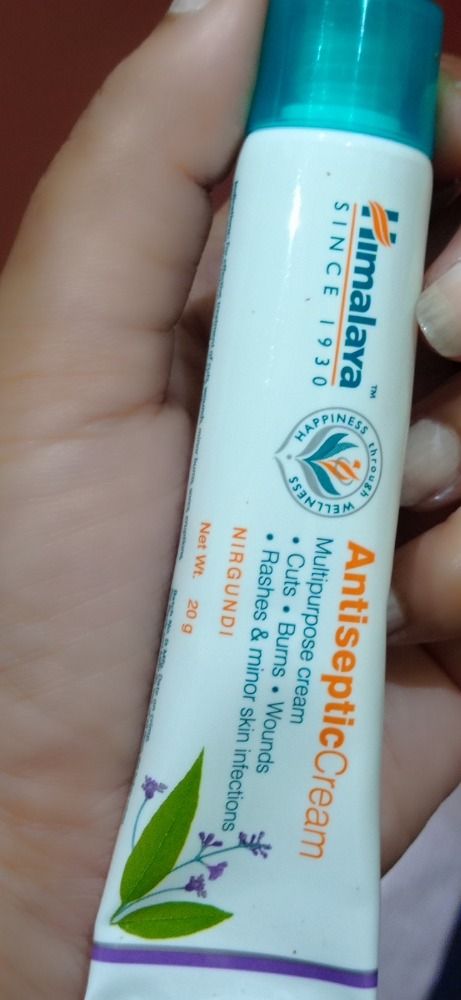 Himalaya™
SINCE 1930
HAPPINESS through WELLNESS
AntisepticCream
Multipurpose cream
• Cuts • Burns • Wounds
• Rashes & minor skin infections
NIRGUNDI
Net Wt. 20 g